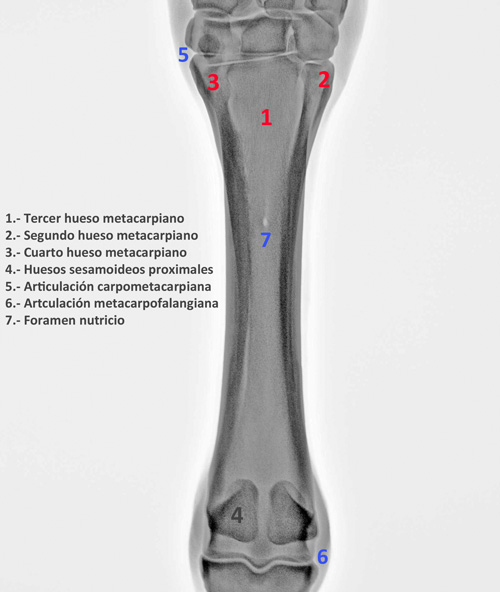 5
3
2
1
7
1.- Tercer hueso metacarpiano
2.- Segundo hueso metacarpiano
3.- Cuarto hueso metacarpiano
4.- Huesos sesamoideos proximales
5.- Articulación carpometacarpiana
6.- Artculación metacarpofalangiana
7.- Foramen nutricio
4
6